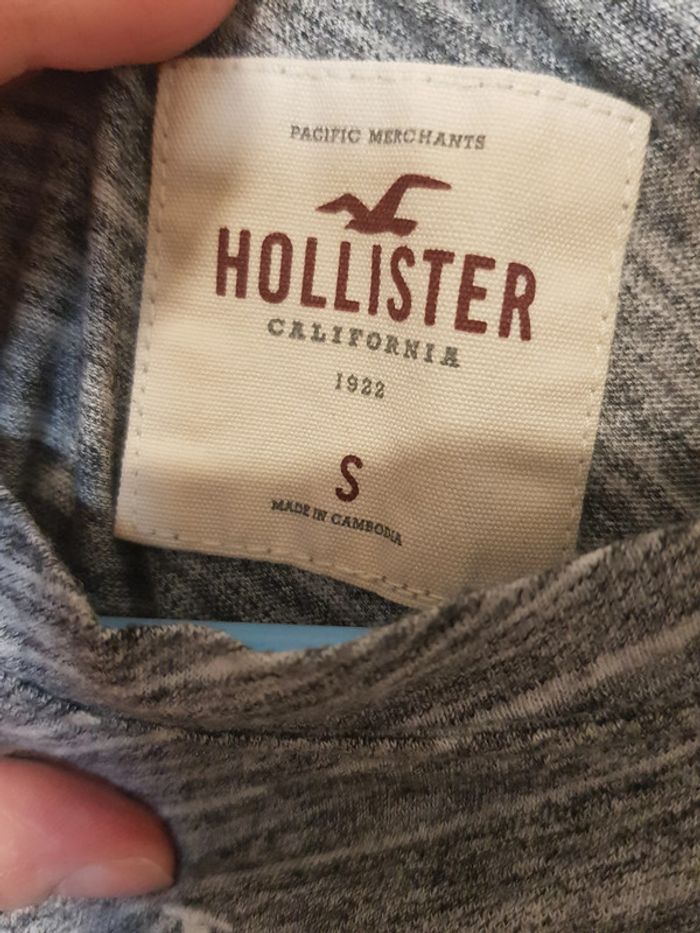 PACIFIC MERCHANTS
HOLLISTER
CALIFORNIA
1922
S
MADE IN CAMBODIA